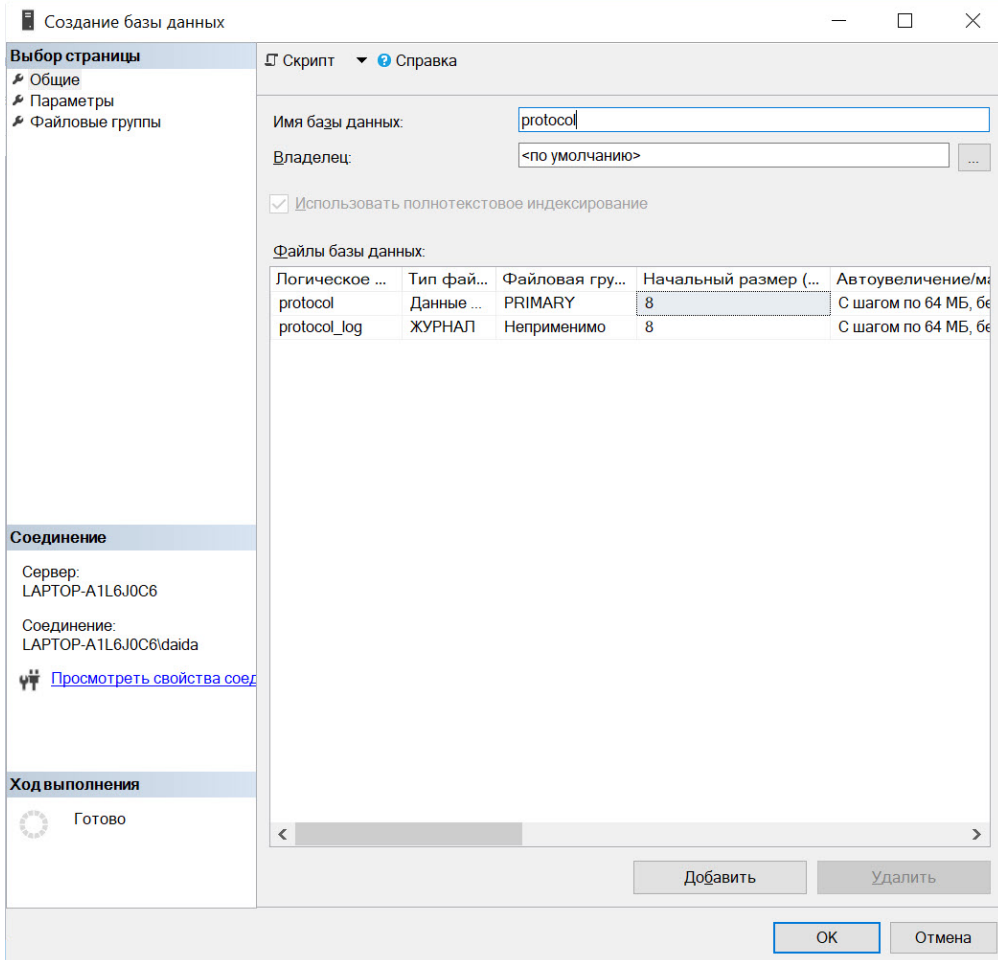 Создание базы данных
Выбор страницы
Общие
Параметры
Файловые группы
Скрипт
Справка
Имя базы данных:
protocol
Владелец:
<по умолчанию>
...
Использовать полнотекстовое индексирование
Файлы базы данных:
Логическое ... Тип фай... Файловая гру... Начальный размер (... Автоувеличение/ма
protocol Данные ... PRIMARY 8 С шагом по 64 МБ, бе
protocol_log ЖУРНАЛ Неприменимо 8 С шагом по 64 МБ, бе
Соединение
Сервер:
LAPTOP-A1L6J0C6
Соединение:
LAPTOP-A1L6J0C6\daida
Просмотреть свойства соед
Ход выполнения
Готово
Добавить
Удалить
OK
Отмена